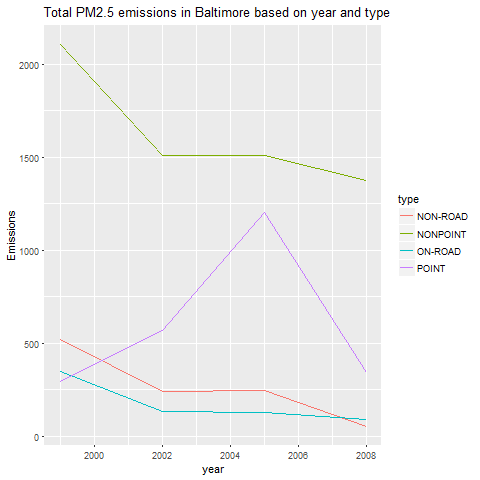 Total PM2.5 emissions in Baltimore based on year and type
2000
1500
1000
500
0
Emissions
2000
2002
2004
2006
2008
year
type
NON-ROAD
NONPOINT
ON-ROAD
POINT